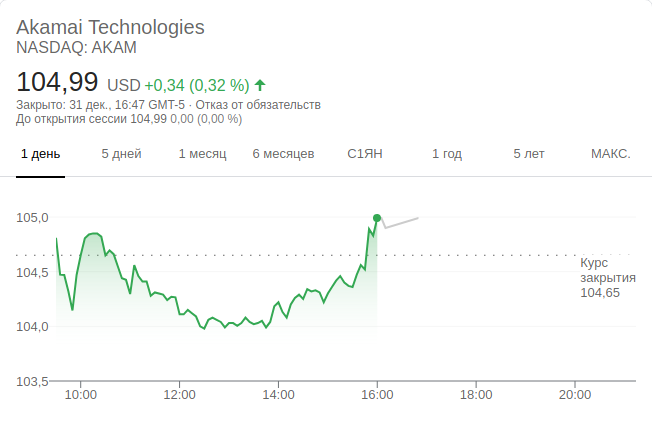 Akamai Technologies
NASDAQ: AKAM
104,99 USD +0,34 (0,32 %)
Закрыто: 31 дек., 16:47 GMT-5 · Отказ от обязательств
До открытия сессии 104,99 0,00 (0,00 %)
1 день 5 дней 1 месяц 6 месяцев С1ЯН 1 год 5 лет МАКС.
105,0
104,5
104,0
103,5
Курс
закрытия
104,65
10:00 12:00 14:00 16:00 18:00 20:00